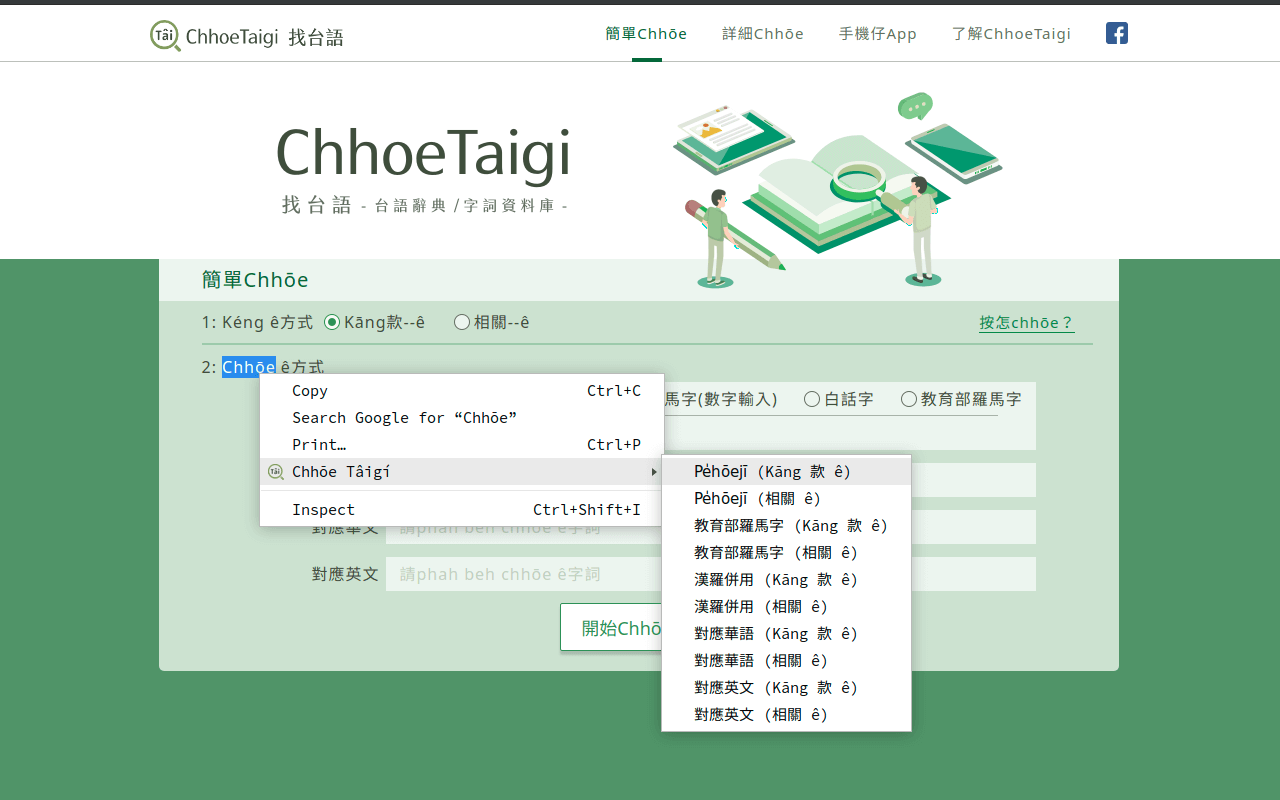 Tâi ChhoeTaigi 找台語
簡單Chhōe 詳細Chhōe 手機仔App 了解ChhoeTaigi
ChhoeTaigi
找台語 - 台語辭典 /字詞資料庫 -
簡單Chhōe
1: Kéng ê方式 Kāng款--ê 相關--ê 按怎chhōe？
2: Chhōe ê方式
馬字(數字輸入) 白話字 教育部羅馬字
Copy Ctrl+C
Search Google for “Chhōe”
Print… Ctrl+P
Chhōe Tâigí
Inspect Ctrl+Shift+I
Pe̍hōejī (Kāng 款 ê)
Pe̍hōejī (相關 ê)
教育部羅馬字 (Kāng 款 ê)
教育部羅馬字 (相關 ê)
漢羅併用 (Kāng 款 ê)
漢羅併用 (相關 ê)
對應華語 (Kāng 款 ê)
對應華語 (相關 ê)
對應英文 (Kāng 款 ê)
對應英文 (相關 ê)
對應華文 請phah beh chhōe ê字詞
對應英文 請phah beh chhōe ê字詞
開始Chhō